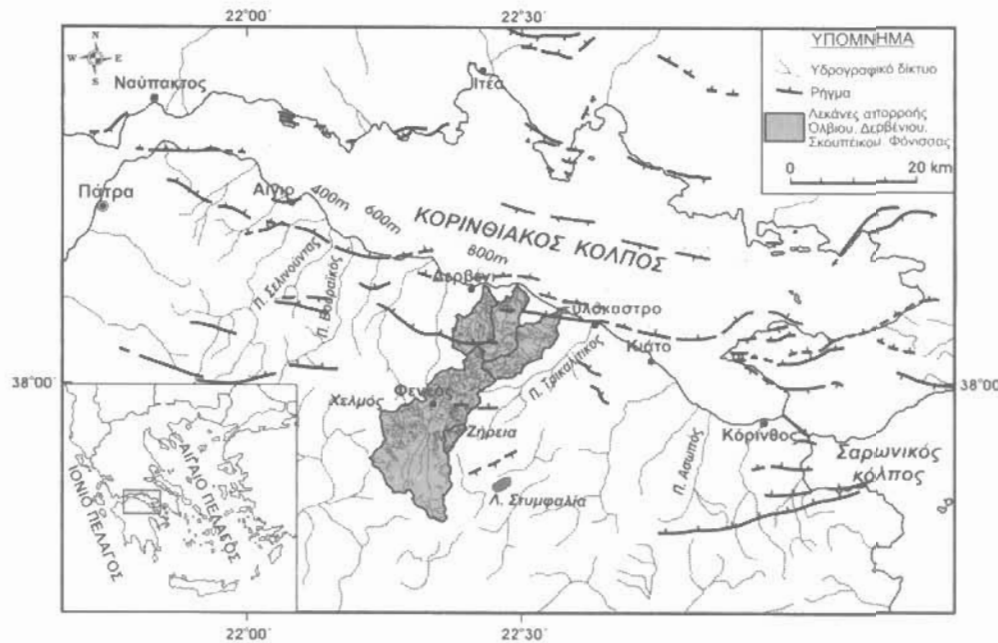 22°00'
22°30'
N
W
E
S
ΥΠΟΜΝΗΜΑ
Υδρογραφικό δίκτυο
Ρήγμα
Λεκάνες απορροής
Όλβιου, Δερβένιου,
Σκουπέικου, Φόνισσας
0 20 km
Ναύπακτος
Ιτέα
Πάτρα
Αίγιο
400m
600m
800m
ΚΟΡΙΝΘΙΑΚΟΣ ΚΟΛΠΟΣ
Π. Σελινούντας
Π. Βουραϊκός
Δερβένι
Ξυλόκαστρο
Κιάτο
Π. Τρικαλίτικος
38°00'
38°00'
Χελμός
Φενεός
Ζήρεια
Λ. Στυμφαλία
Π. Ασωπός
Κόρινθος
Σαρωνικός
κόλπος
ΙΟΝΙΟ ΠΕΛΑΓΟΣ
ΑΙΓΑΙΟ ΠΕΛΑΓΟΣ
22°00'
22°30'